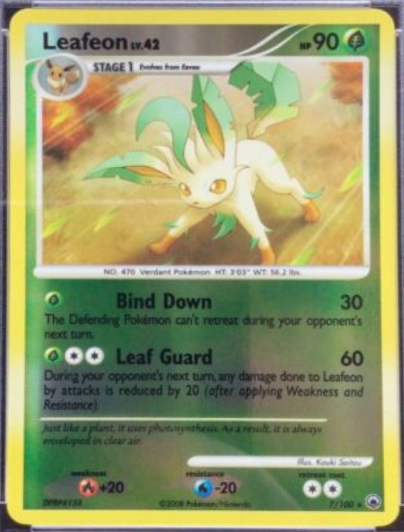 Leafeon LV.42 HP 90
STAGE 1 Evolves from Eevee
NO. 470 Verdant Pokémon HT: 3'03" WT: 56.2 lbs.
Bind Down 30
The Defending Pokémon can't retreat during your opponent's
next turn.
Leaf Guard 60
During your opponent's next turn, any damage done to Leafeon
by attacks is reduced by 20 (after applying Weakness and
Resistance).
Just like a plant, it uses photosynthesis. As a result, it is always
enveloped in clear air.
Illus. Kouki Saitou
weakness resistance retreat cost
+20 -20
©2008 Pokémon/Nintendo 7/100 ★